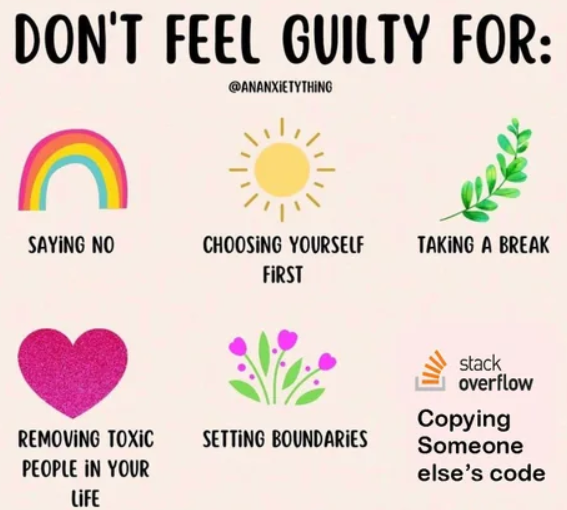 DON'T FEEL GUILTY FOR:
@ANANXiETYTHiNG
SAYiNG NO
CHOOSiNG YOURSELF
FiRST
TAKiNG A BREAK
REMOViNG TOXiC
PEOPLE iN YOUR
LiFE
SETTiNG BOUNDARiES
stack
overflow
Copying
Someone
else's code